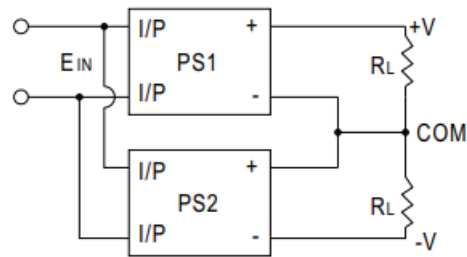 I/P + +V
EIN PS1 RL
I/P -
COM
I/P +
PS2 RL
I/P - -V